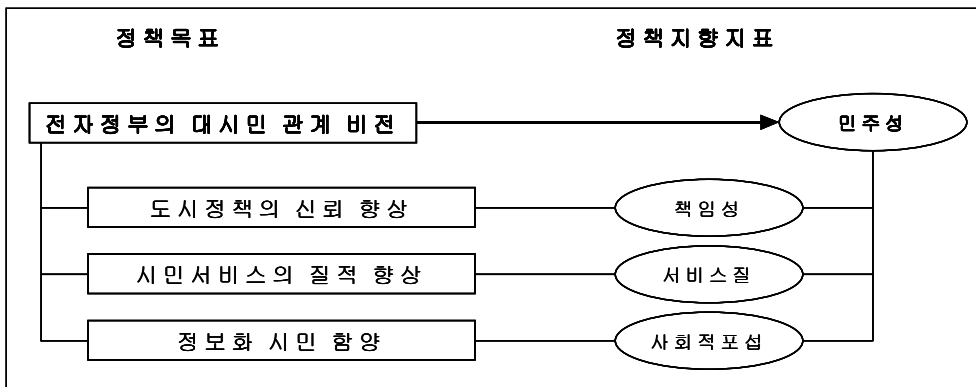 정책목표 정책지향지표
전자정부의 대시민 관계 비전 민주성
도시정책의 신뢰 향상 책임성
시민서비스의 질적 향상 서비스질
정보화 시민 함양 사회적포섭